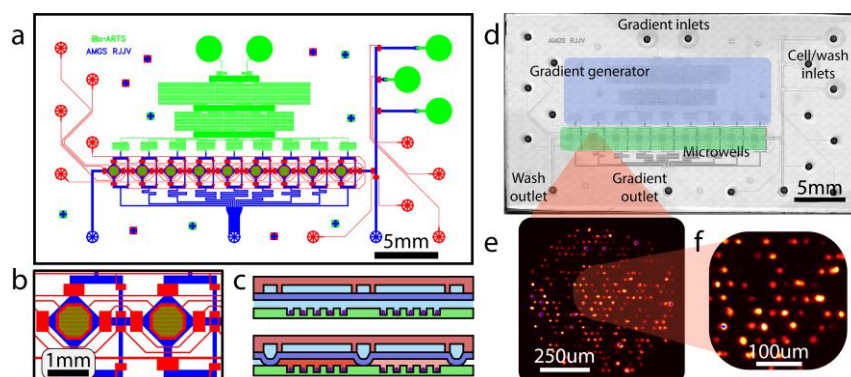 a
Bio-ARTS
AMGS RJJV
5mm
b
1mm
c
d
AMGS RJJV
Gradient inlets
Gradient generator
Cell/wash
inlets
Microwells
Wash
outlet
Gradient
outlet
5mm
e
250um
f
100um